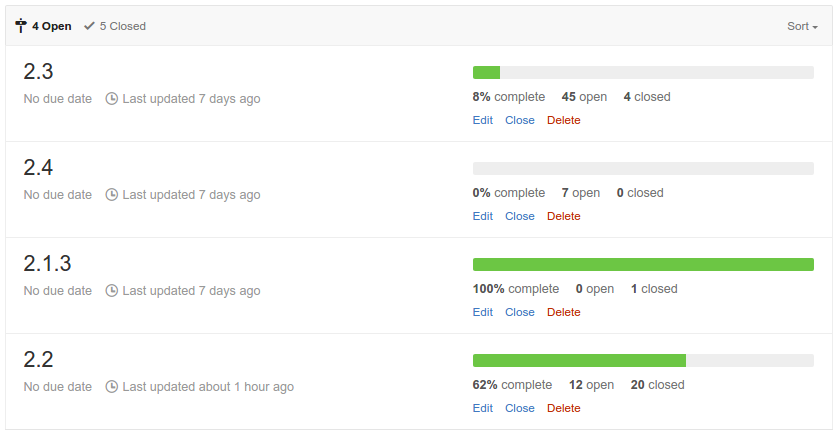 4 Open 5 Closed Sort
2.3
No due date Last updated 7 days ago
8% complete 45 open 4 closed
Edit Close Delete
2.4
No due date Last updated 7 days ago
0% complete 7 open 0 closed
Edit Close Delete
2.1.3
No due date Last updated 7 days ago
100% complete 0 open 1 closed
Edit Close Delete
2.2
No due date Last updated about 1 hour ago
62% complete 12 open 20 closed
Edit Close Delete